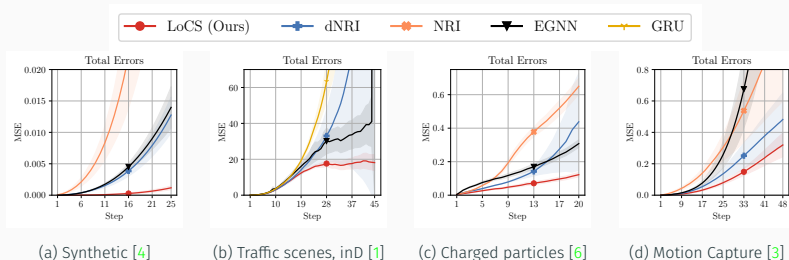 LoCS (Ours) dNRI NRI EGNN GRU
Total Errors
0.020
0.015
0.010
0.005
0.000
MSE
1 6 11 16 21 25
Step
(a) Synthetic [4]
Total Errors
60
40
20
0
MSE
1 10 19 28 37 45
Step
(b) Traffic scenes, inD [1]
Total Errors
0.6
0.4
0.2
0.0
MSE
1 5 9 13 17 20
Step
(c) Charged particles [6]
Total Errors
0.8
0.6
0.4
0.2
0.0
MSE
1 9 17 25 33 41 48
Step
(d) Motion Capture [3]